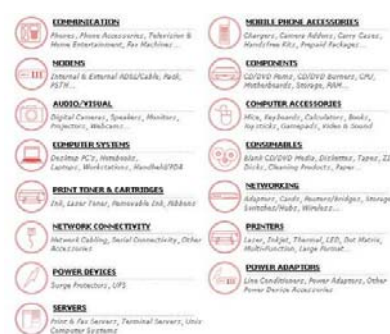 COMMUNICATION
Phones, Phone Accessories, Television &
Home Entertainment, Fax Machines...
MODEMS
Internal & External ADSL/Cable, Rack,
PSTN...
AUDIO/VISUAL
Digital Cameras, Speakers, Monitors,
Projectors, Webcams...
COMPUTER SYSTEMS
Desktop PC's, Notebooks,
Laptops, Workstations, Handheld/PDA
PRINT TONER & CARTRIDGES
Ink, Laser Toner, Removable Ink, Ribbons
NETWORK CONNECTIVITY
Network Cabling, Serial Connectivity, Other
Accessories
POWER DEVICES
Surge Protectors, UPS
SERVERS
Print & Fax Servers, Terminal Servers, Unix
Computer Systems
MOBILE PHONE ACCESSORIES
Chargers, Camera Addons, Carry Cases,
Handsfree Kits, Prepaid Packages...
COMPONENTS
CD/DVD Roms, CD/DVD Burners, CPU,
Motherboards, Storage, RAM...
COMPUTER ACCESSORIES
Mice, Keyboards, Calculators, Books,
Joysticks, Gamepads, Video & Sound
CONSUMABLES
Blank CD/DVD Media, Diskettes, Tapes,
Disks, Cleaning Products, Paper...
NETWORKING
Adaptors, Cards, Routers/Bridges, Storage
Switches/Hubs, Wireless...
PRINTERS
Laser, Inkjet, Thermal, LED, Dot Matrix,
Multi-Function, Large Format...
POWER ADAPTORS
Line Conditioners, Power Adaptors, Other
Power Device Accessories